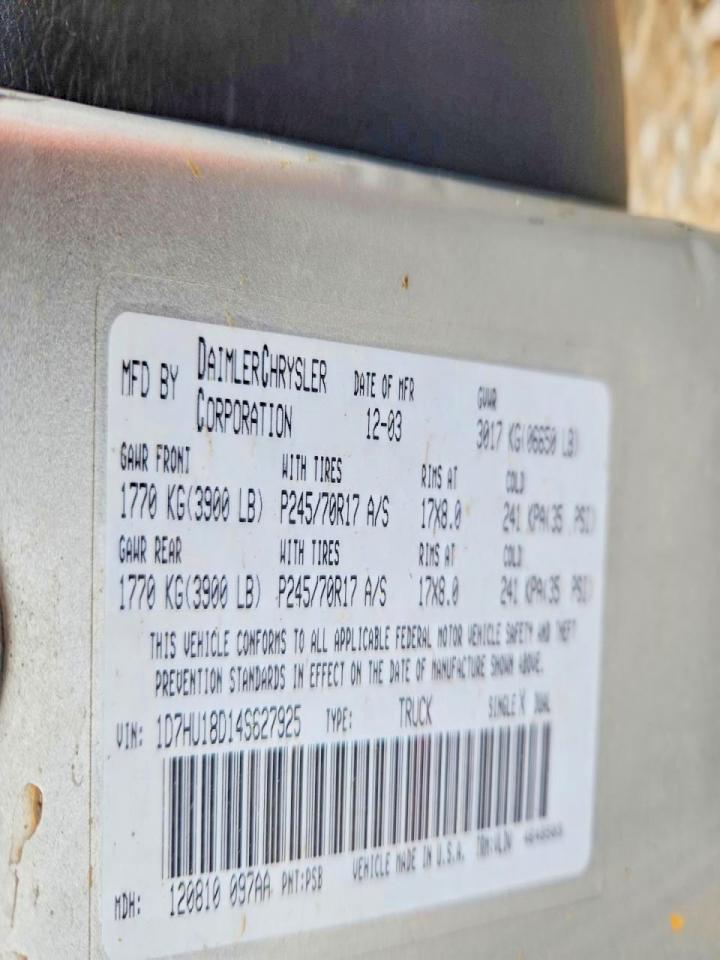 MFD BY DAIMLERCHRYSLER CORPORATION DATE OF MFR 12-03 GVWR 3017 KG(06650 LB)
GAWR FRONT WITH TIRES RIMS AT COLD
1770 KG(3900 LB) P245/70R17 A/S 17X8.0 241 KPA(35 PSI)
GAWR REAR WITH TIRES RIMS AT COLD
1770 KG(3900 LB) P245/70R17 A/S 17X8.0 241 KPA(35 PSI)
THIS VEHICLE CONFORMS TO ALL APPLICABLE FEDERAL MOTOR VEHICLE SAFETY AND THEFT
PREVENTION STANDARDS IN EFFECT ON THE DATE OF MANUFACTURE SHOWN ABOVE.
VIN: 1D7HU18D14S627925 TYPE: TRUCK SINGLE X DUAL
MDH: 120810 097AA PNT:PSB VEHICLE MADE IN U.S.A.